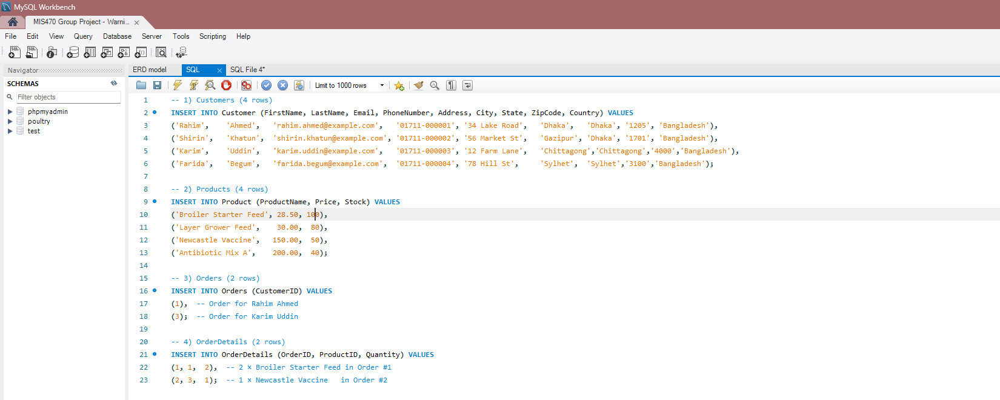 MySQL Workbench
MIS470 Group Project - Warni...
File Edit View Query Database Server Tools Scripting Help
Navigator
SCHEMAS
Filter objects
phpmyadmin
poultry
test
ERD model SQL SQL File 4*
Limit to 1000 rows
1 -- 1) Customers (4 rows)
2 INSERT INTO Customer (FirstName, LastName, Email, PhoneNumber, Address, City, State, ZipCode, Country) VALUES
3 ('Rahim', 'Ahmed', 'rahim.ahmed@example.com', '01711-000001', '34 Lake Road', 'Dhaka', 'Dhaka', '1205', 'Bangladesh'),
4 ('Shirin', 'Khatun', 'shirin.khatun@example.com', '01711-000002', '56 Market St', 'Gazipur', 'Dhaka', '1701', 'Bangladesh'),
5 ('Karim', 'Uddin', 'karim.uddin@example.com', '01711-000003', '12 Farm Lane', 'Chittagong','Chittagong','4000','Bangladesh'),
6 ('Farida', 'Begum', 'farida.begum@example.com', '01711-000004', '78 Hill St', 'Sylhet', 'Sylhet','3100','Bangladesh');
7
8 -- 2) Products (4 rows)
9 INSERT INTO Product (ProductName, Price, Stock) VALUES
10 ('Broiler Starter Feed', 28.50, 100),
11 ('Layer Grower Feed', 30.00, 80),
12 ('Newcastle Vaccine', 150.00, 50),
13 ('Antibiotic Mix A', 200.00, 40);
14
15 -- 3) Orders (2 rows)
16 INSERT INTO Orders (CustomerID) VALUES
17 (1), -- Order for Rahim Ahmed
18 (3); -- Order for Karim Uddin
19
20 -- 4) OrderDetails (2 rows)
21 INSERT INTO OrderDetails (OrderID, ProductID, Quantity) VALUES
22 (1, 1, 2), -- 2 × Broiler Starter Feed in Order #1
23 (2, 3, 1); -- 1 × Newcastle Vaccine in Order #2